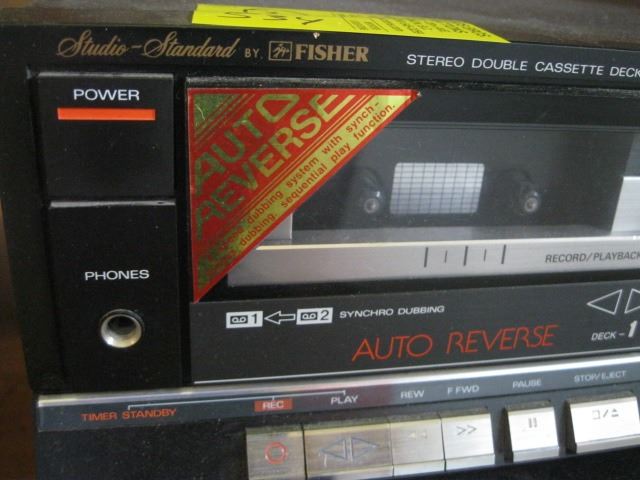 Studio-Standard BY FISHER
STEREO DOUBLE CASSETTE DECK
POWER
AUTO
REVERSE
dubbing system with synch-
dubbing, sequential play function.
PHONES
RECORD/PLAYBACK
1 2 SYNCHRO DUBBING
AUTO REVERSE
DECK-1
TIMER STANDBY
REC
PLAY
REW
F FWD
PAUSE
STOP/EJECT